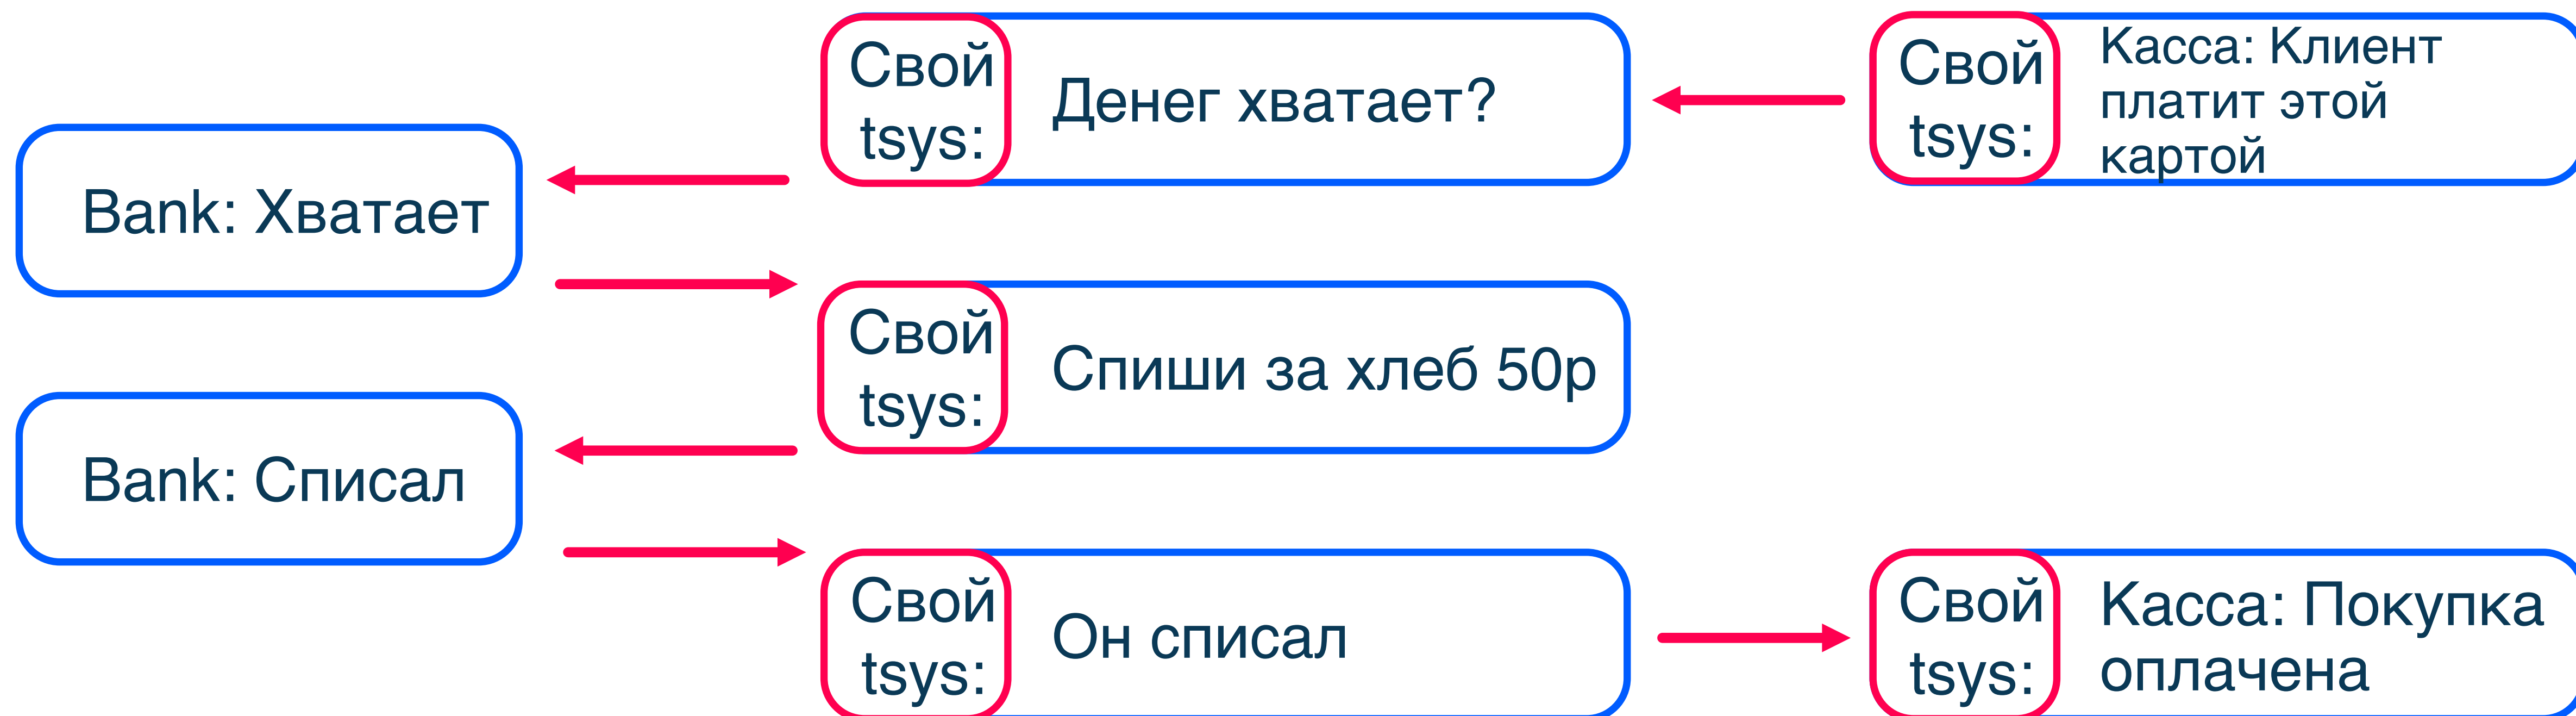 Свой
tsys:
Денег хватает?
Свой
tsys:
Касса: Клиент
платит этой
картой
Bank: Хватает
Свой
tsys:
Спиши за хлеб 50р
Bank: Списал
Свой
tsys:
Он списал
Свой
tsys:
Касса: Покупка
оплачена